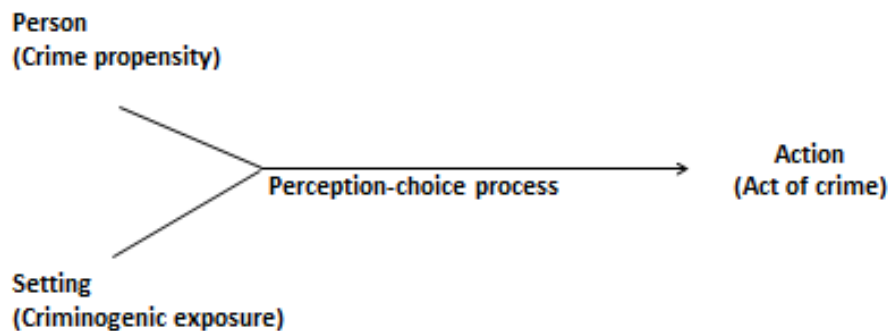 Person
(Crime propensity)
Action
Perception-choice process
(Act of crime)
Setting
(Criminogenic exposure)